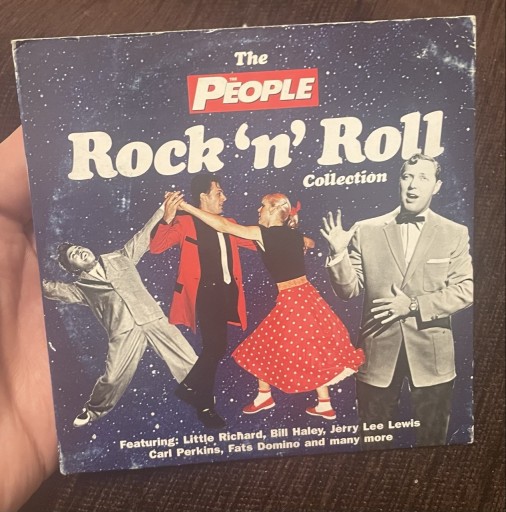 The
THE
PEOPLE
Rock 'n' Roll
Collection
Featuring: Little Richard, Bill Haley, Jerry Lee Lewis
Carl Perkins, Fats Domino and many more